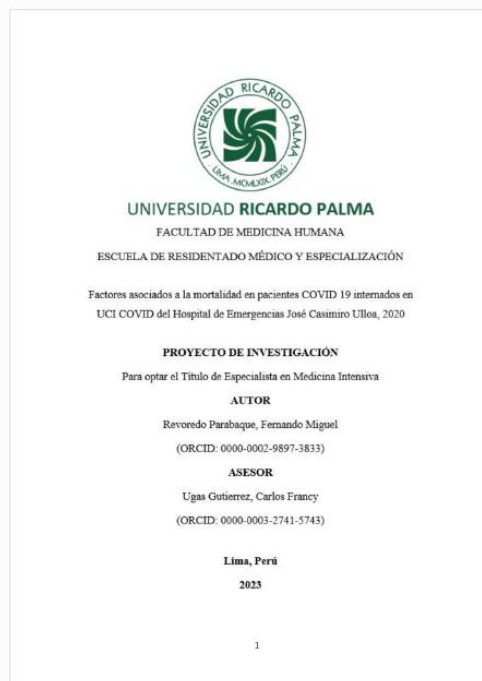 UNIVERSIDAD RICARDO PALMA
LIMA, MCMLXIX, PERÚ
UNIVERSIDAD RICARDO PALMA
FACULTAD DE MEDICINA HUMANA
ESCUELA DE RESIDENTADO MÉDICO Y ESPECIALIZACIÓN
Factores asociados a la mortalidad en pacientes COVID 19 internados en
UCI COVID del Hospital de Emergencias José Casimiro Ulloa, 2020
PROYECTO DE INVESTIGACIÓN
Para optar el Título de Especialista en Medicina Intensiva
AUTOR
Revoredo Parabaque, Fernando Miguel
(ORCID: 0000-0002-9897-3833)
ASESOR
Ugas Gutierrez, Carlos Francy
(ORCID: 0000-0003-2741-5743)
Lima, Perú
2023
1